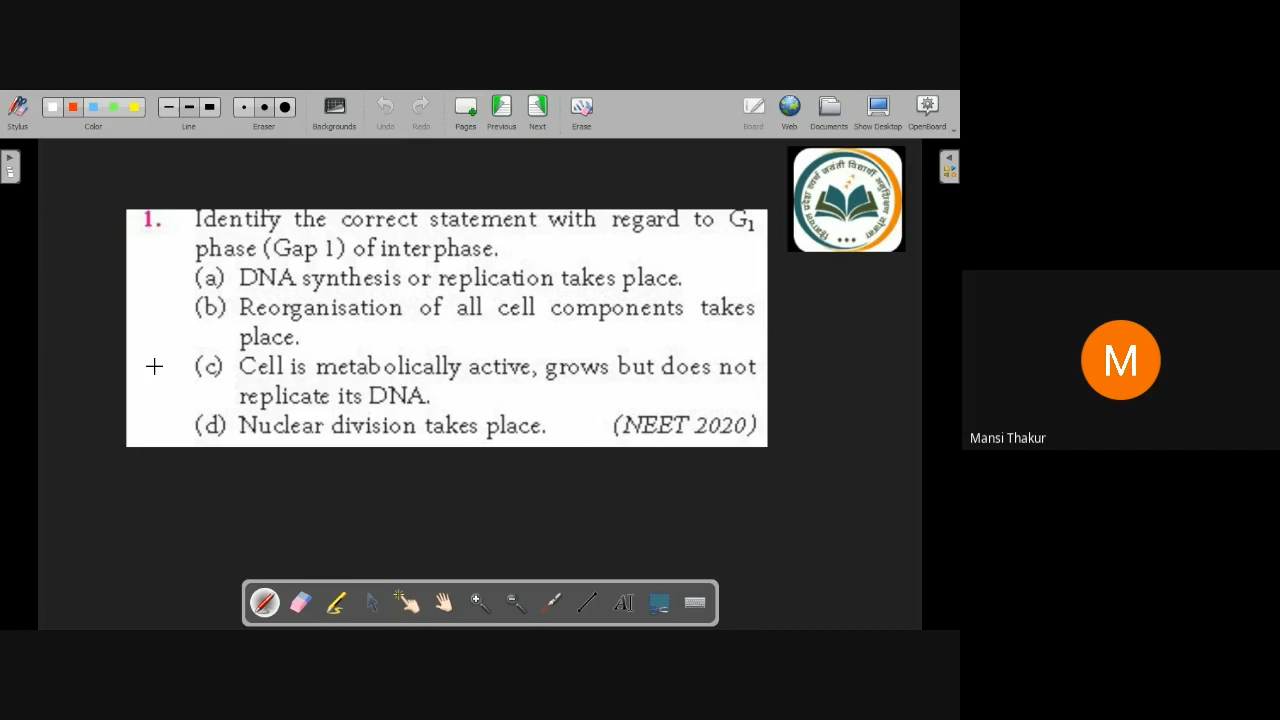 Stylus
Color
Line
Eraser
Backgrounds
Undo
Redo
Pages
Previous
Next
Erase
Board
Web
Documents
Show Desktop
OpenBoard
1. Identify the correct statement with regard to G₁
phase (Gap 1) of interphase.
(a) DNA synthesis or replication takes place.
(b) Reorganisation of all cell components takes
place.
(c) Cell is metabolically active, grows but does not
replicate its DNA.
(d) Nuclear division takes place. (NEET 2020)
AI
M
Mansi Thakur